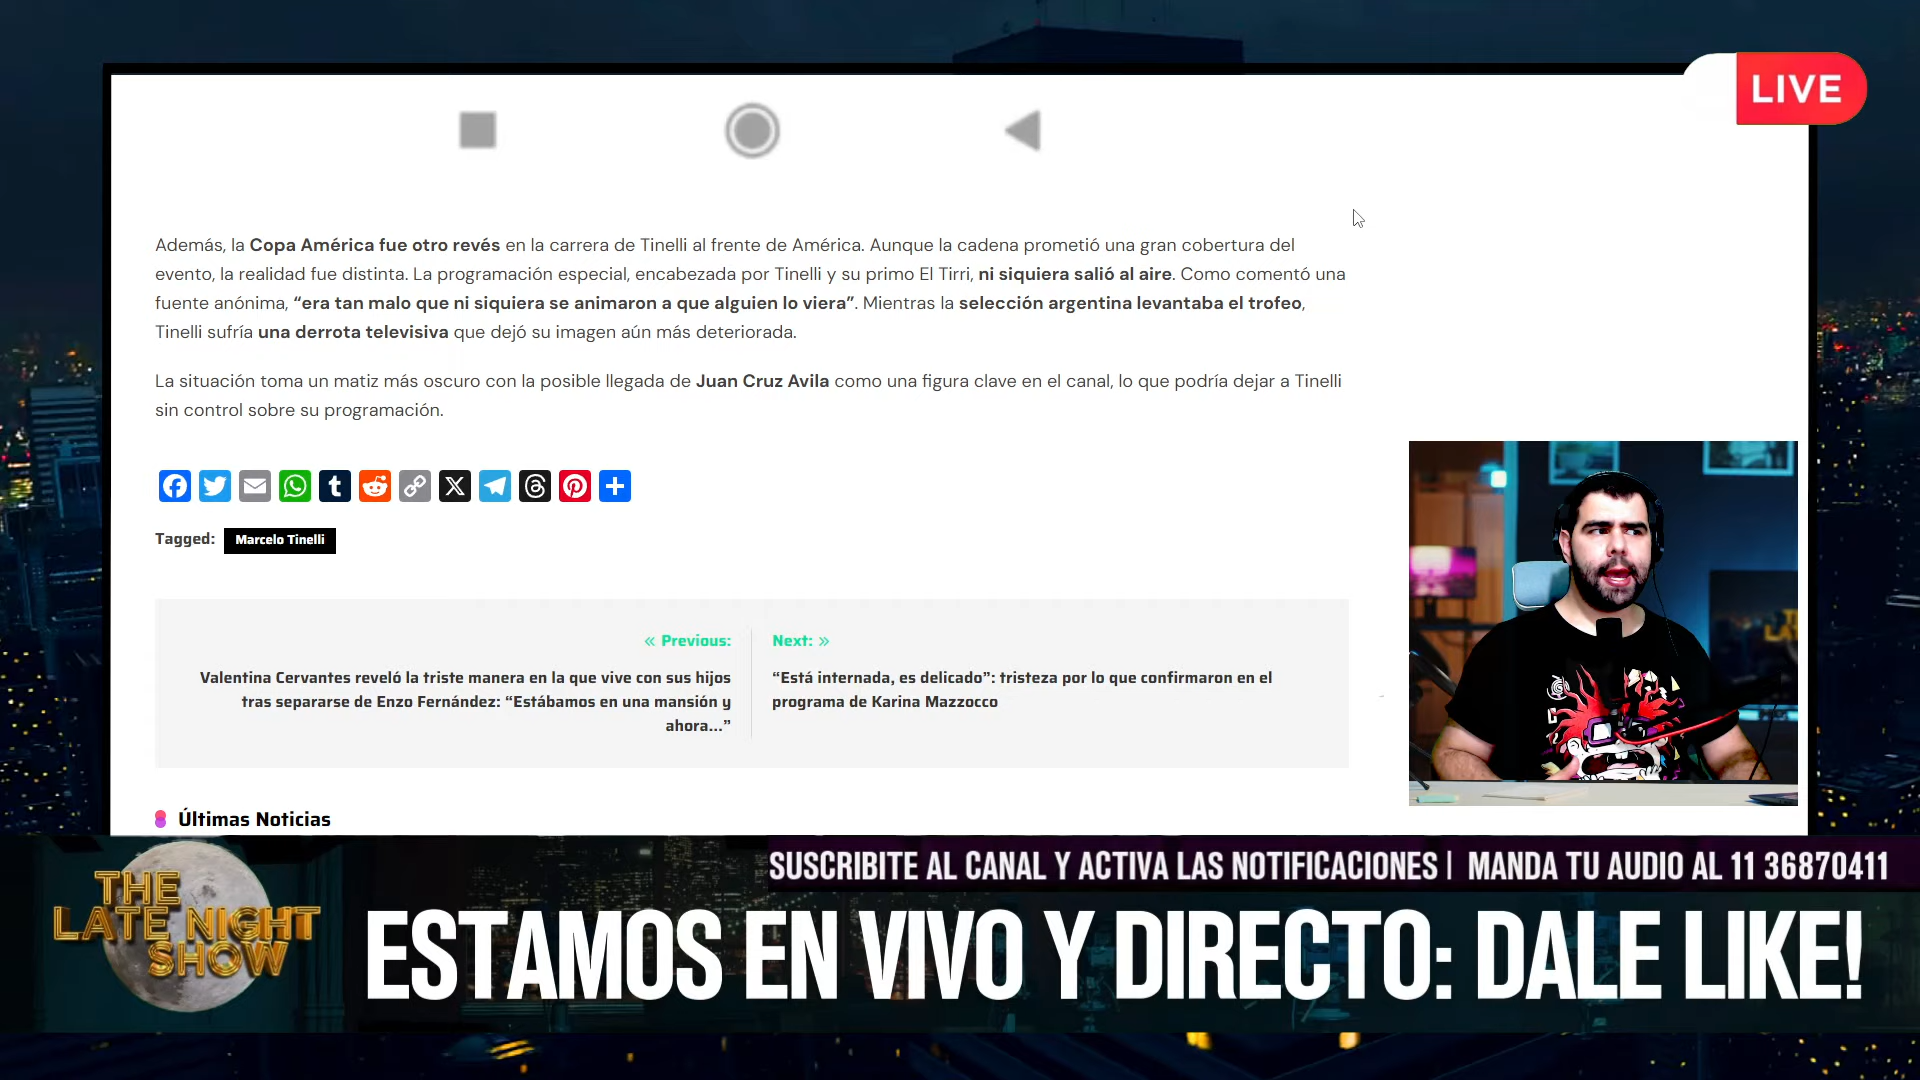 LIVE
Además, la Copa América fue otro revés en la carrera de Tinelli al frente de América. Aunque la cadena prometió una gran cobertura del
evento, la realidad fue distinta. La programación especial, encabezada por Tinelli y su primo El Tirri, ni siquiera salió al aire. Como comentó una
fuente anónima, “era tan malo que ni siquiera se animaron a que alguien lo viera”. Mientras la selección argentina levantaba el trofeo,
Tinelli sufría una derrota televisiva que dejó su imagen aún más deteriorada.
La situación toma un matiz más oscuro con la posible llegada de Juan Cruz Avila como una figura clave en el canal, lo que podría dejar a Tinelli
sin control sobre su programación.
Tagged: Marcelo Tinelli
« Previous:
Valentina Cervantes reveló la triste manera en la que vive con sus hijos
tras separarse de Enzo Fernández: “Estábamos en una mansión y
ahora…”
Next: »
“Está internada, es delicado”: tristeza por lo que confirmaron en el
programa de Karina Mazzocco
Últimas Noticias
SUSCRIBITE AL CANAL Y ACTIVA LAS NOTIFICACIONES | MANDA TU AUDIO AL 11 36870411
THE
LATE NIGHT
SHOW
ESTAMOS EN VIVO Y DIRECTO: DALE LIKE!